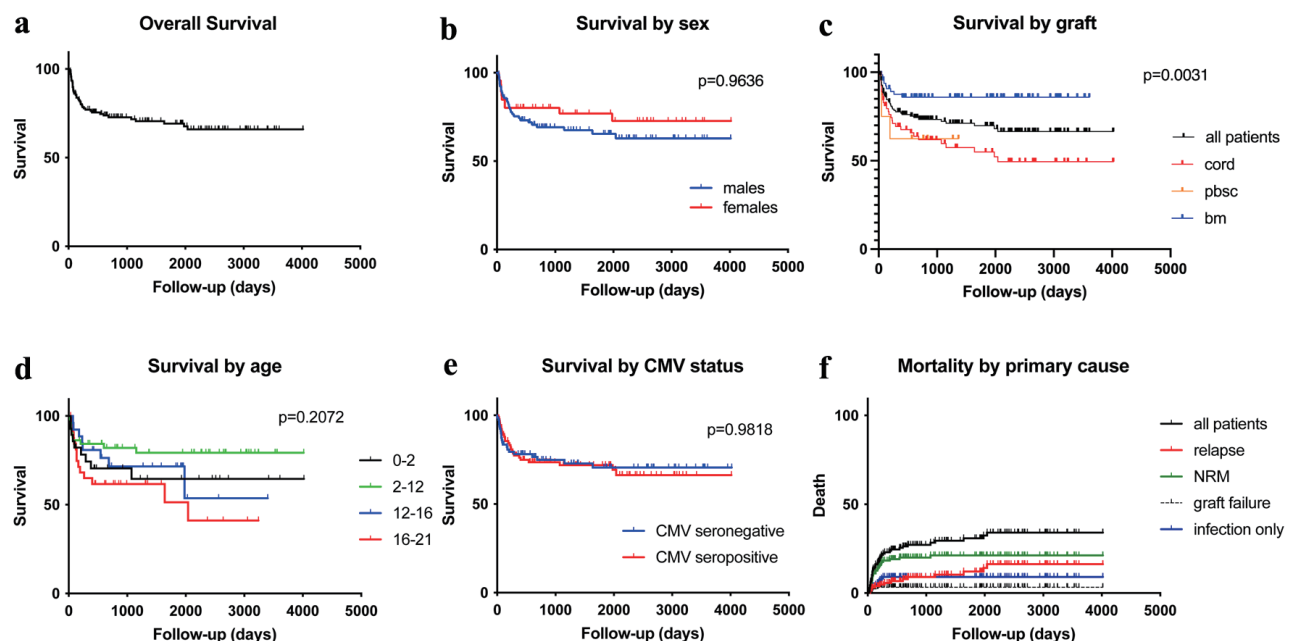 a
Overall Survival
100
50
0
Survival
0 1000 2000 3000 4000 5000
Follow-up (days)
b
Survival by sex
p=0.9636
100
50
0
Survival
males
females
0 1000 2000 3000 4000 5000
Follow-up (days)
c
Survival by graft
p=0.0031
100
50
0
Survival
all patients
cord
pbsc
bm
0 1000 2000 3000 4000 5000
Follow-up (days)
d
Survival by age
p=0.2072
100
50
0
Survival
0-2
2-12
12-16
16-21
0 1000 2000 3000 4000 5000
Follow-up (days)
e
Survival by CMV status
p=0.9818
100
50
0
Survival
CMV seronegative
CMV seropositive
0 1000 2000 3000 4000 5000
Follow-up (days)
f
Mortality by primary cause
100
50
0
Death
all patients
relapse
NRM
graft failure
infection only
0 1000 2000 3000 4000 5000
Follow-up (days)